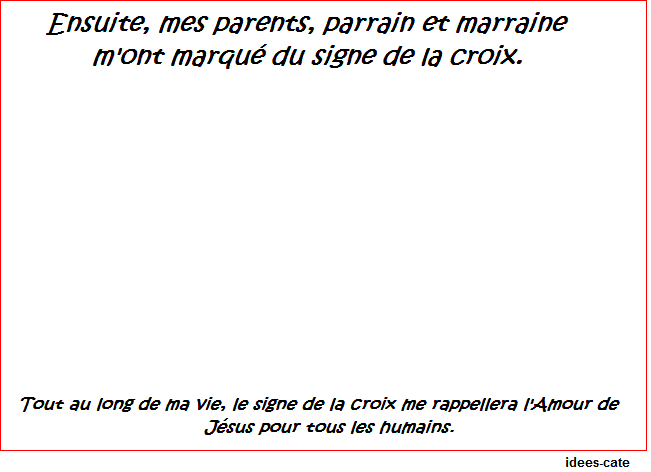 Ensuite, mes parents, parrain et marraine
m'ont marqué du signe de la croix.
Tout au long de ma vie, le signe de la croix me rappellera l'Amour de
Jésus pour tous les humains.
idees-cate